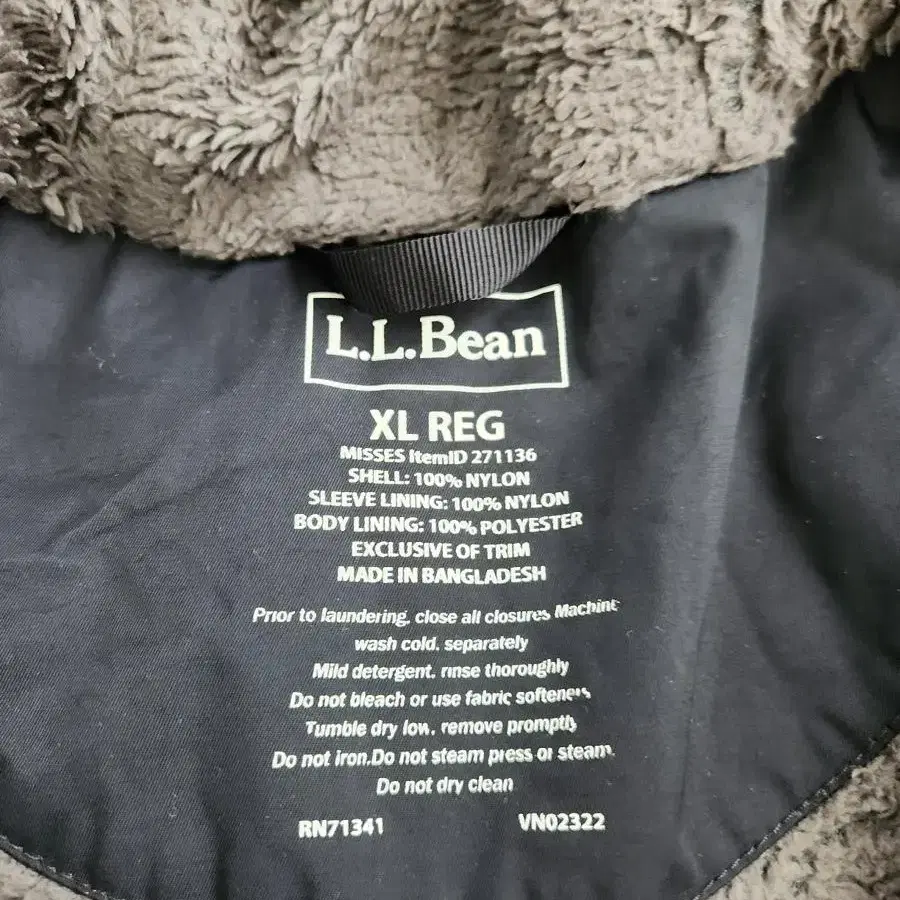 L.L.Bean
XL REG
MISSES ItemID 271136
SHELL: 100% NYLON
SLEEVE LINING: 100% NYLON
BODY LINING: 100% POLYESTER
EXCLUSIVE OF TRIM
MADE IN BANGLADESH
Prior to laundering, close all closures Machine
wash cold, separately
Mild detergent, rinse thoroughly
Do not bleach or use fabric softeners
Tumble dry low, remove promptly
Do not iron.Do not steam press or steam.
Do not dry clean
RN71341 VN02322